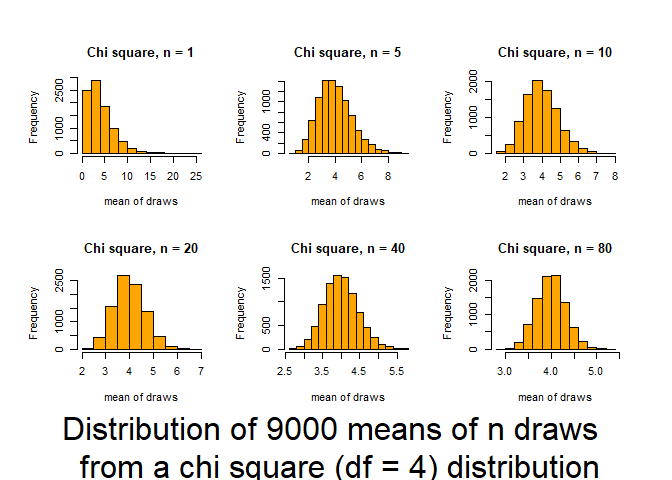 Chi square, n = 1
Frequency
0 1000 2500
0 5 10 15 20 25
mean of draws
Chi square, n = 5
Frequency
0 400 1000
2 4 6 8
mean of draws
Chi square, n = 10
Frequency
0 1000 2000
2 3 4 5 6 7 8
mean of draws
Chi square, n = 20
Frequency
0 1000 2500
2 3 4 5 6 7
mean of draws
Chi square, n = 40
Frequency
0 500 1500
2.5 3.5 4.5 5.5
mean of draws
Chi square, n = 80
Frequency
0 1000 2000
3.0 4.0 5.0
mean of draws
Distribution of 9000 means of n draws
from a chi square (df = 4) distribution